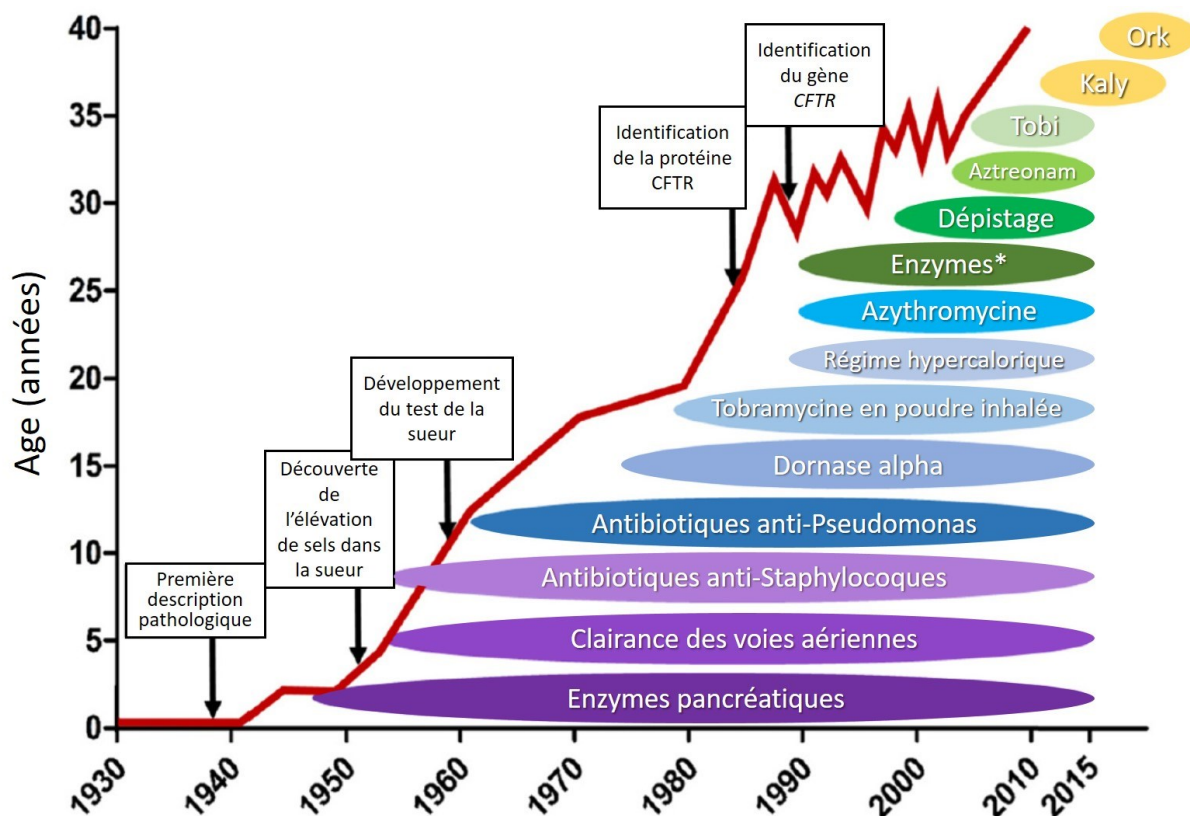 Age (années)
40
35
30
25
20
15
10
5
0
1930
1940
1950
1960
1970
1980
1990
2000
2010
2015
Première
description
pathologique
Découverte
de
l'élévation
de sels dans
la sueur
Développement
du test de la
sueur
Identification
de la protéine
CFTR
Identification
du gène
CFTR
Ork
Kaly
Tobi
Aztreonam
Dépistage
Enzymes*
Azythromycine
Régime hypercalorique
Tobramycine en poudre inhalée
Dornase alpha
Antibiotiques anti-Pseudomonas
Antibiotiques anti-Staphylocoques
Clairance des voies aériennes
Enzymes pancréatiques